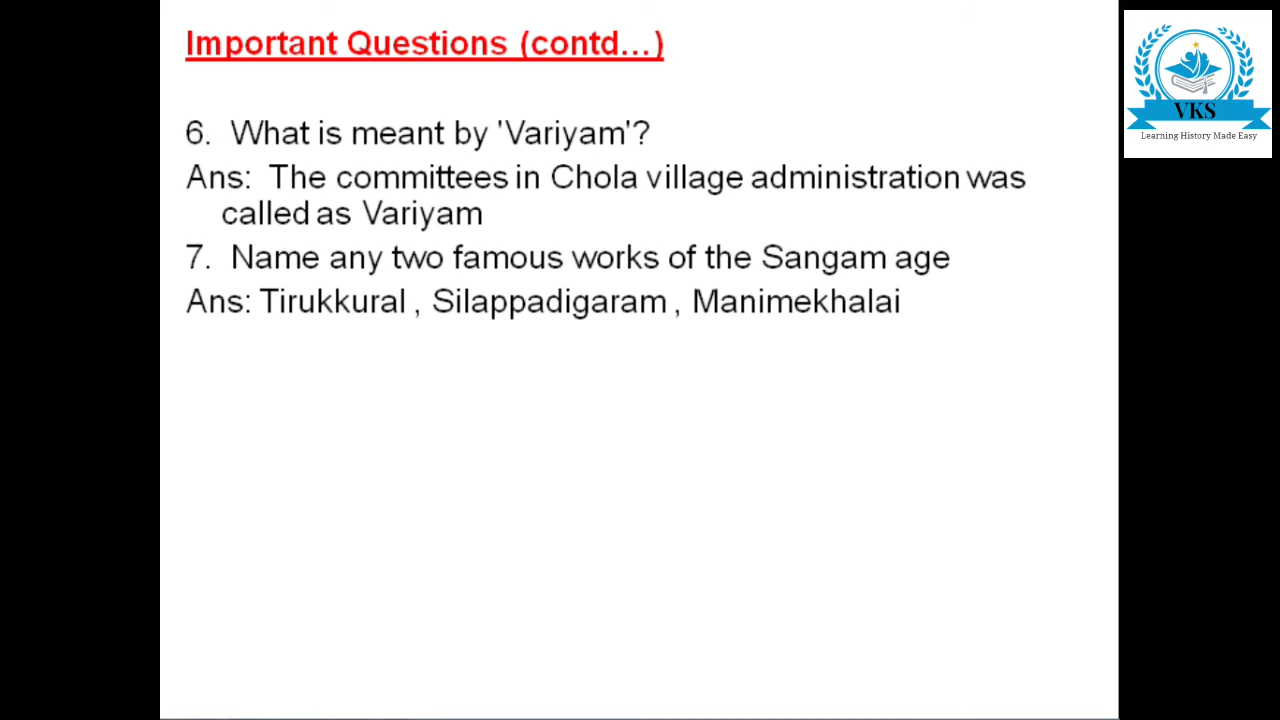 Important Questions (contd...)
VKS
Learning History Made Easy
6. What is meant by 'Variyam'?
Ans: The committees in Chola village administration was
called as Variyam
7. Name any two famous works of the Sangam age
Ans: Tirukkural , Silappadigaram , Manimekhalai